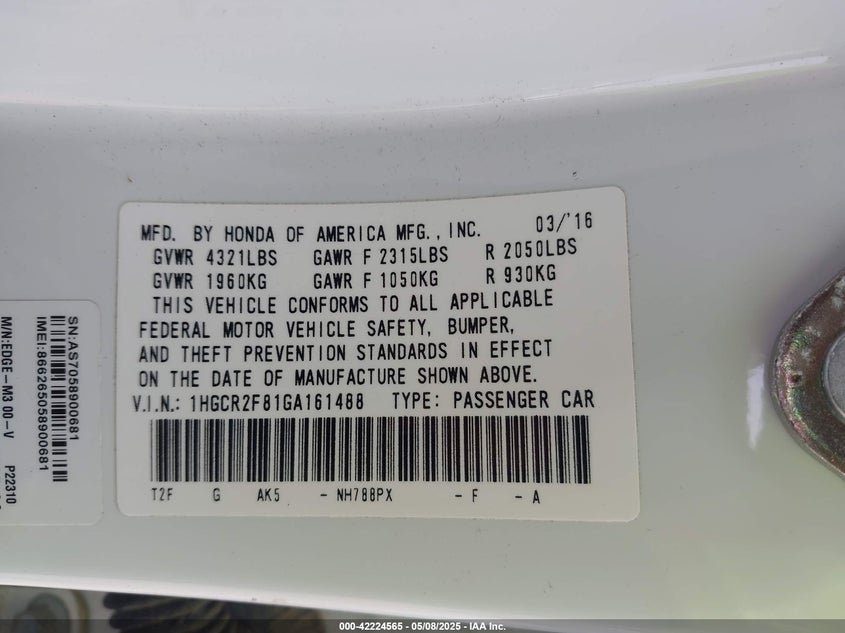 MFD. BY HONDA OF AMERICA MFG., INC. 03/'16
GVWR 4321LBS GAWR F 2315LBS R 2050LBS
GVWR 1960KG GAWR F 1050KG R 930KG
THIS VEHICLE CONFORMS TO ALL APPLICABLE
FEDERAL MOTOR VEHICLE SAFETY, BUMPER,
AND THEFT PREVENTION STANDARDS IN EFFECT
ON THE DATE OF MANUFACTURE SHOWN ABOVE.
V.I.N.: 1HGCR2F81GA161488 TYPE: PASSENGER CAR
T2F G AK5 - NH788PX - F - A
SN:AS7058900681
IMEI:866265058900681
M/N:EDGE-M3 00-V P22310
000-42224565 - 05/08/2025 - IAA Inc.